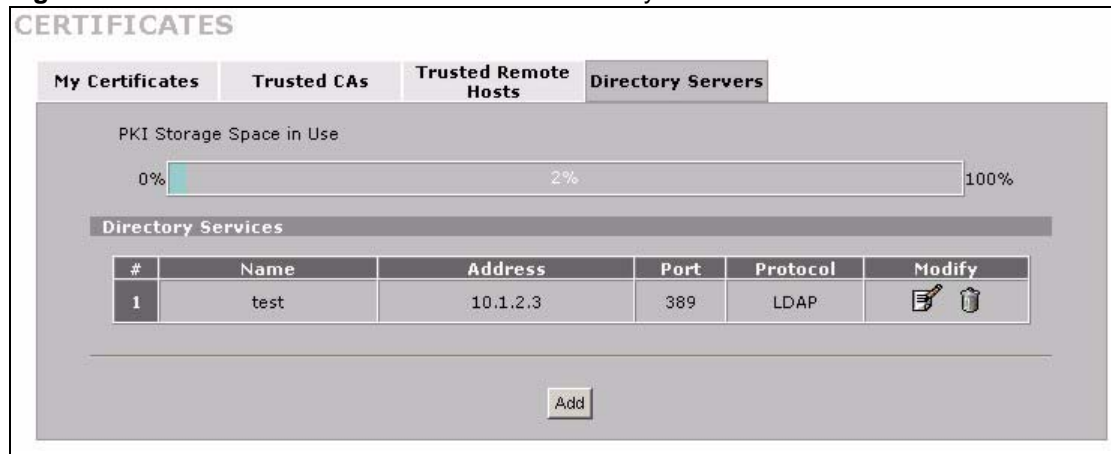 CERTIFICATES
My Certificates
Trusted CAs
Trusted Remote
Hosts
Directory Servers
PKI Storage Space in Use
0%
2%
100%
Directory Services
# Name Address Port Protocol Modify
1 test 10.1.2.3 389 LDAP
Add